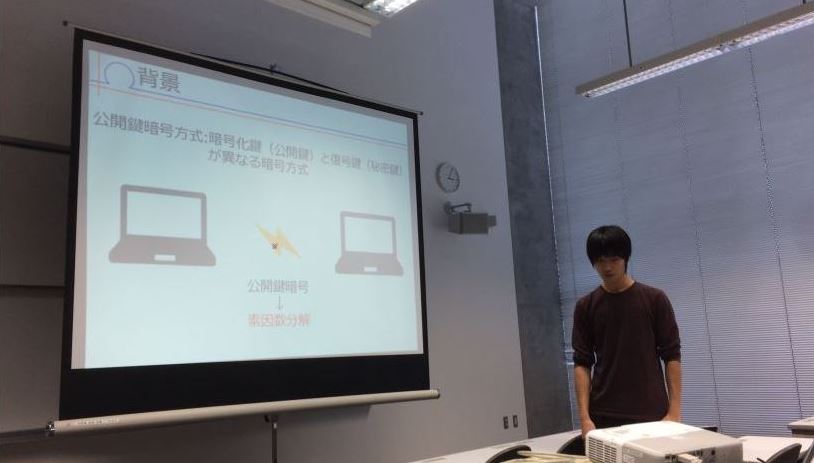 背景
公開鍵暗号方式:暗号化鍵（公開鍵）と復号鍵（秘密鍵）
が異なる暗号方式
公開鍵暗号
↓
素因数分解